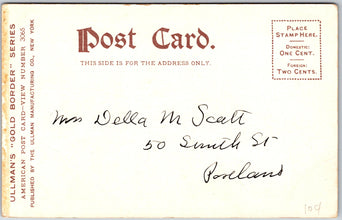 ULLMAN'S "GOLD BORDER" SERIES
AMERICAN POST CARD—VIEW NUMBER 3065
PUBLISHED BY THE ULLMAN MANUFACTURING CO., NEW YORK
Post Card.
THIS SIDE IS FOR THE ADDRESS ONLY.
PLACE
STAMP HERE.
DOMESTIC:
ONE CENT.
FOREIGN:
TWO CENTS.
Della M Scott
50 Smith St
Portland
104